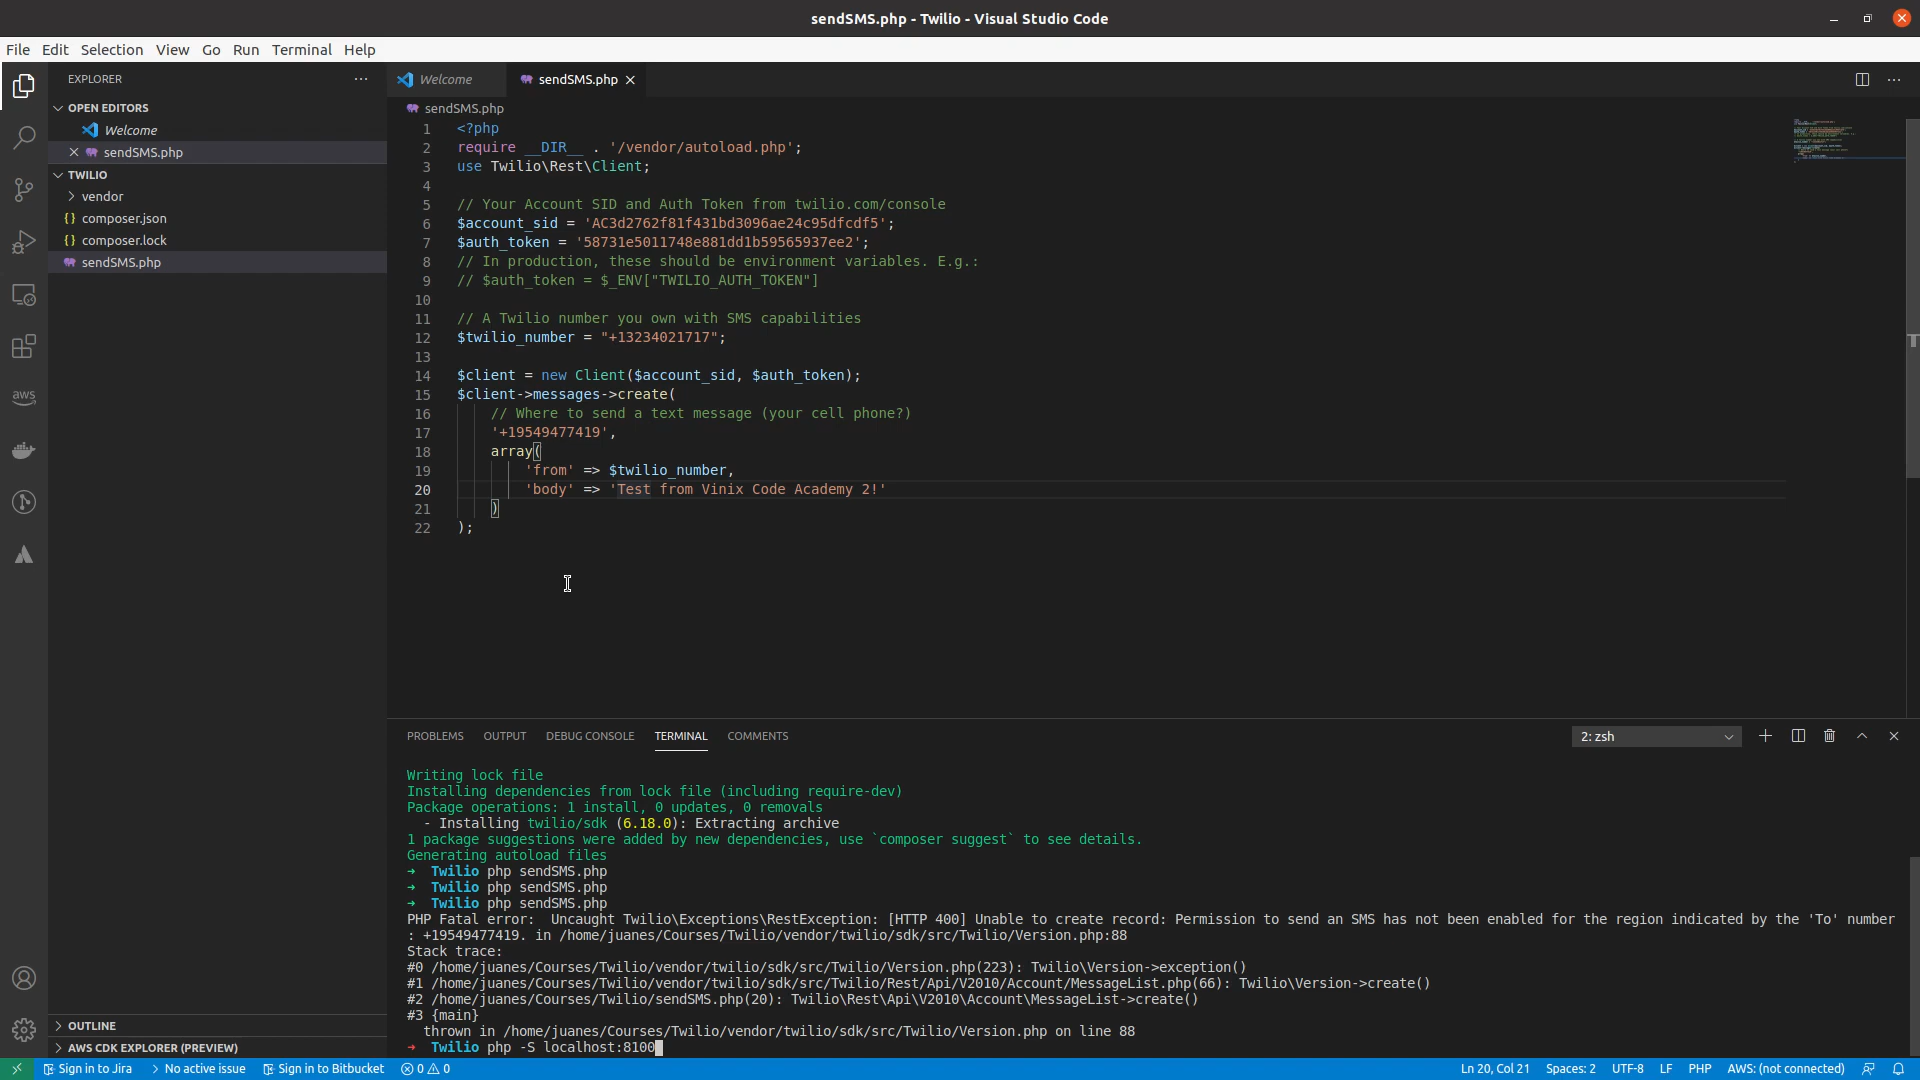 sendSMS.php - Twilio - Visual Studio Code
File Edit Selection View Go Run Terminal Help
EXPLORER
OPEN EDITORS
Welcome
sendSMS.php
TWILIO
vendor
{} composer.json
{} composer.lock
sendSMS.php
OUTLINE
AWS CDK EXPLORER (PREVIEW)
aws
Welcome sendSMS.php
sendSMS.php
1 <?php
2 require __DIR__ . '/vendor/autoload.php';
3 use Twilio\Rest\Client;
4
5 // Your Account SID and Auth Token from twilio.com/console
6 $account_sid = 'AC3d2762f81f431bd3096ae24c95dfcdf5';
7 $auth_token = '58731e5011748e881dd1b59565937ee2';
8 // In production, these should be environment variables. E.g.:
9 // $auth_token = $_ENV["TWILIO_AUTH_TOKEN"]
10
11 // A Twilio number you own with SMS capabilities
12 $twilio_number = "+13234021717";
13
14 $client = new Client($account_sid, $auth_token);
15 $client->messages->create(
16 // Where to send a text message (your cell phone?)
17 '+19549477419',
18 array(
19 'from' => $twilio_number,
20 'body' => 'Test from Vinix Code Academy 2!'
21 )
22 );
PROBLEMS OUTPUT DEBUG CONSOLE TERMINAL COMMENTS 2: zsh
Writing lock file
Installing dependencies from lock file (including require-dev)
Package operations: 1 install, 0 updates, 0 removals
- Installing twilio/sdk (6.18.0): Extracting archive
1 package suggestions were added by new dependencies, use `composer suggest` to see details.
Generating autoload files
➜ Twilio php sendSMS.php
➜ Twilio php sendSMS.php
➜ Twilio php sendSMS.php
PHP Fatal error: Uncaught Twilio\Exceptions\RestException: [HTTP 400] Unable to create record: Permission to send an SMS has not been enabled for the region indicated by the 'To' number
: +19549477419. in /home/juanes/Courses/Twilio/vendor/twilio/sdk/src/Twilio/Version.php:88
Stack trace:
#0 /home/juanes/Courses/Twilio/vendor/twilio/sdk/src/Twilio/Version.php(223): Twilio\Version->exception()
#1 /home/juanes/Courses/Twilio/vendor/twilio/sdk/src/Twilio/Rest/Api/V2010/Account/MessageList.php(66): Twilio\Version->create()
#2 /home/juanes/Courses/Twilio/sendSMS.php(20): Twilio\Rest\Api\V2010\Account\MessageList->create()
#3 {main}
thrown in /home/juanes/Courses/Twilio/vendor/twilio/sdk/src/Twilio/Version.php on line 88
➜ Twilio php -S localhost:8100
Sign in to Jira No active issue Sign in to Bitbucket 0 0 Ln 20, Col 21 Spaces: 2 UTF-8 LF PHP AWS: (not connected)